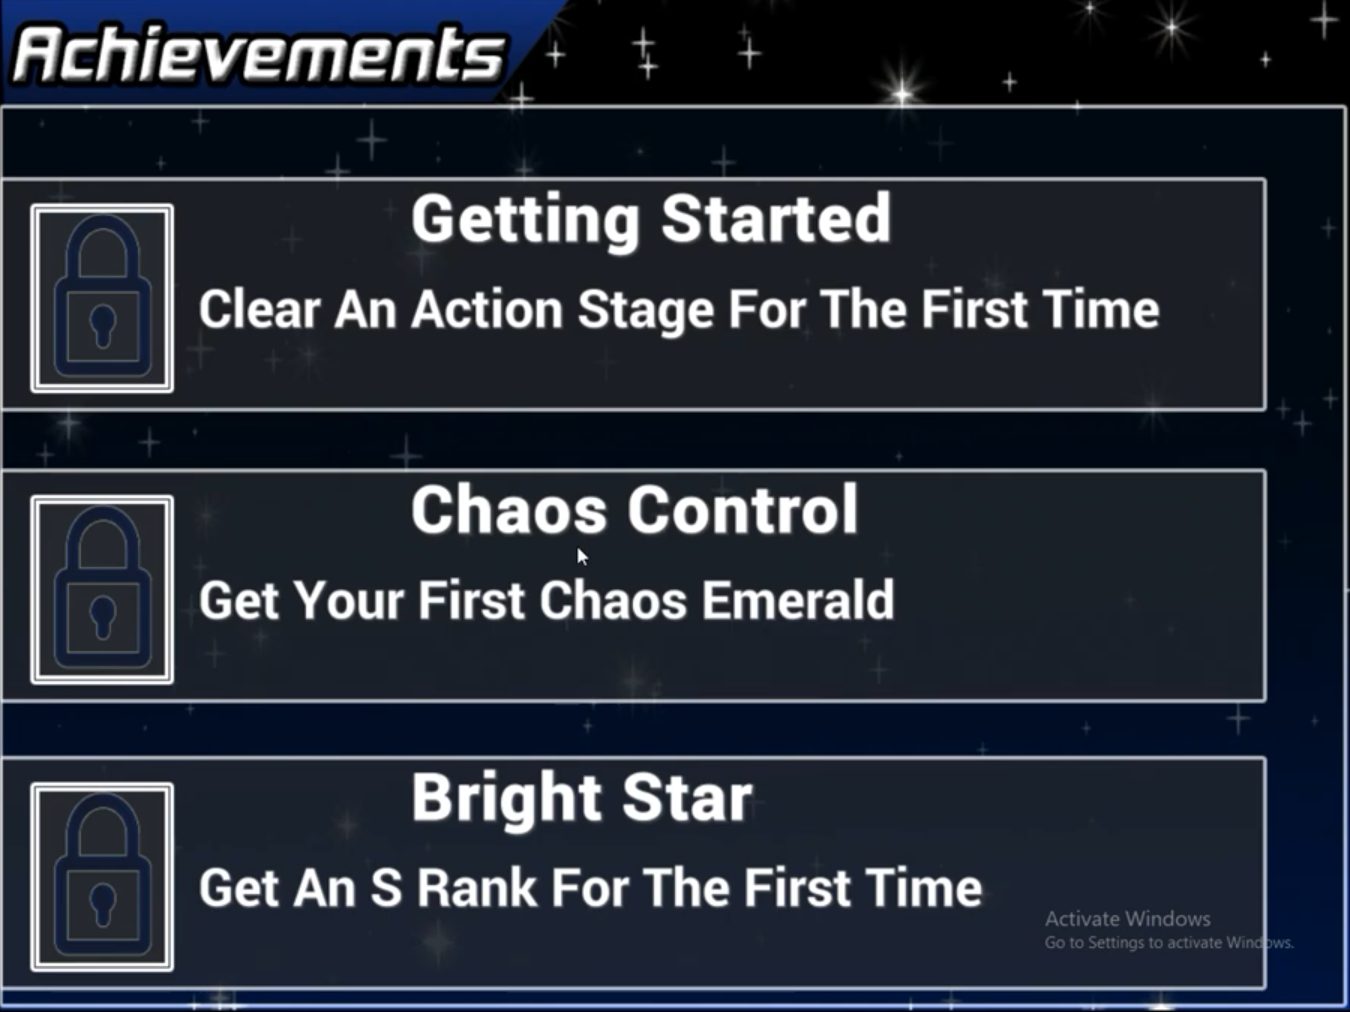 Achievements
Getting Started
Clear An Action Stage For The First Time
Chaos Control
Get Your First Chaos Emerald
Bright Star
Get An S Rank For The First Time
Activate Windows
Go to Settings to activate Windows.